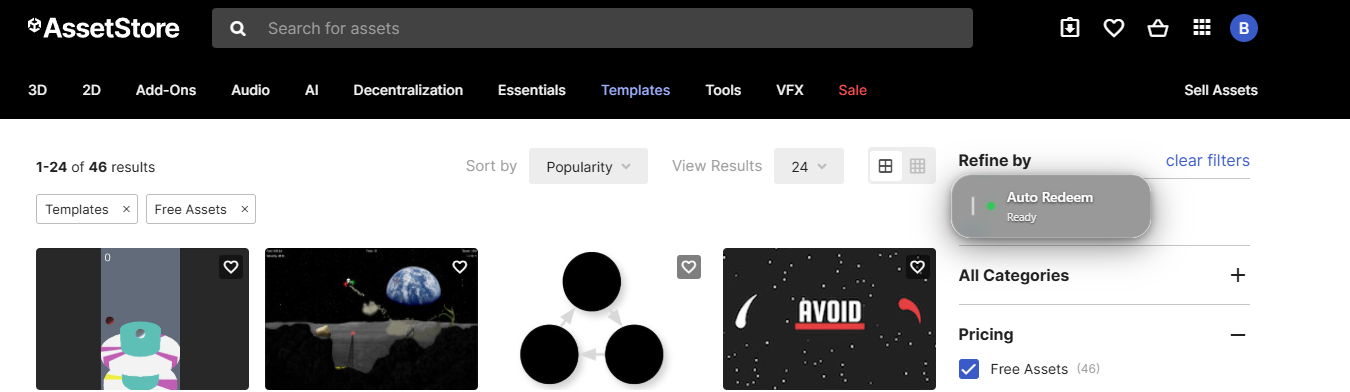 AssetStore
Search for assets
B
3D 2D Add-Ons Audio AI Decentralization Essentials Templates Tools VFX Sale Sell Assets
1-24 of 46 results
Sort by Popularity View Results 24
Refine by clear filters
Templates × Free Assets ×
Auto Redeem
Ready
0
AVOID
All Categories
Pricing
Free Assets (46)